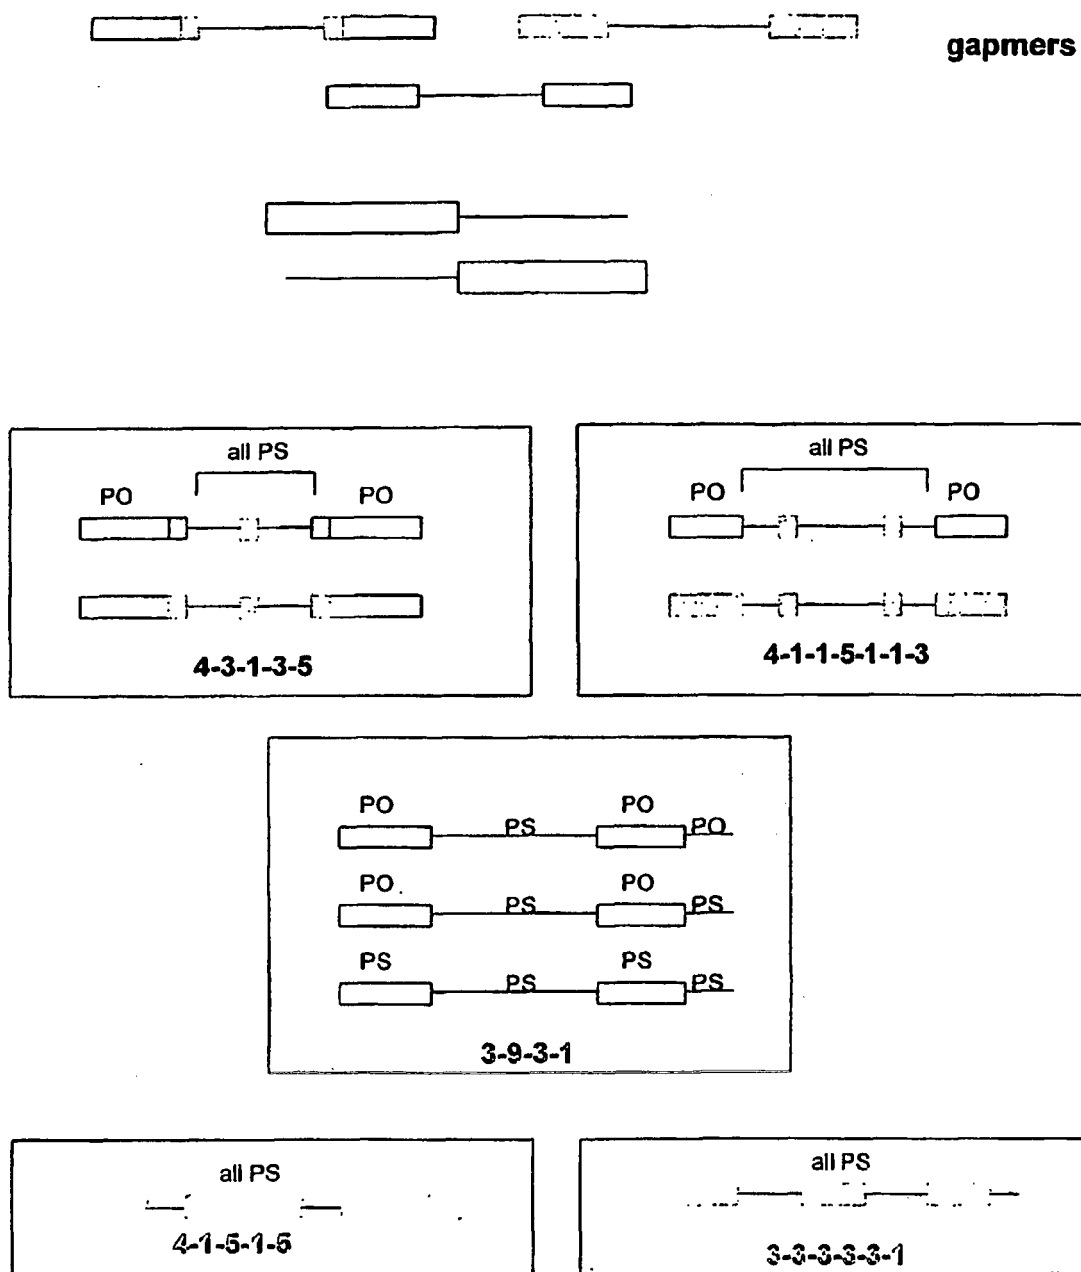 gapmers
all PS
PO PO
4-3-1-3-5
all PS
PO PO
4-1-1-5-1-1-3
PO PS PO PO
PO PS PO PS
PS PS PS PS
3-9-3-1
all PS
4-1-5-1-5
all PS
3-3-3-3-3-1